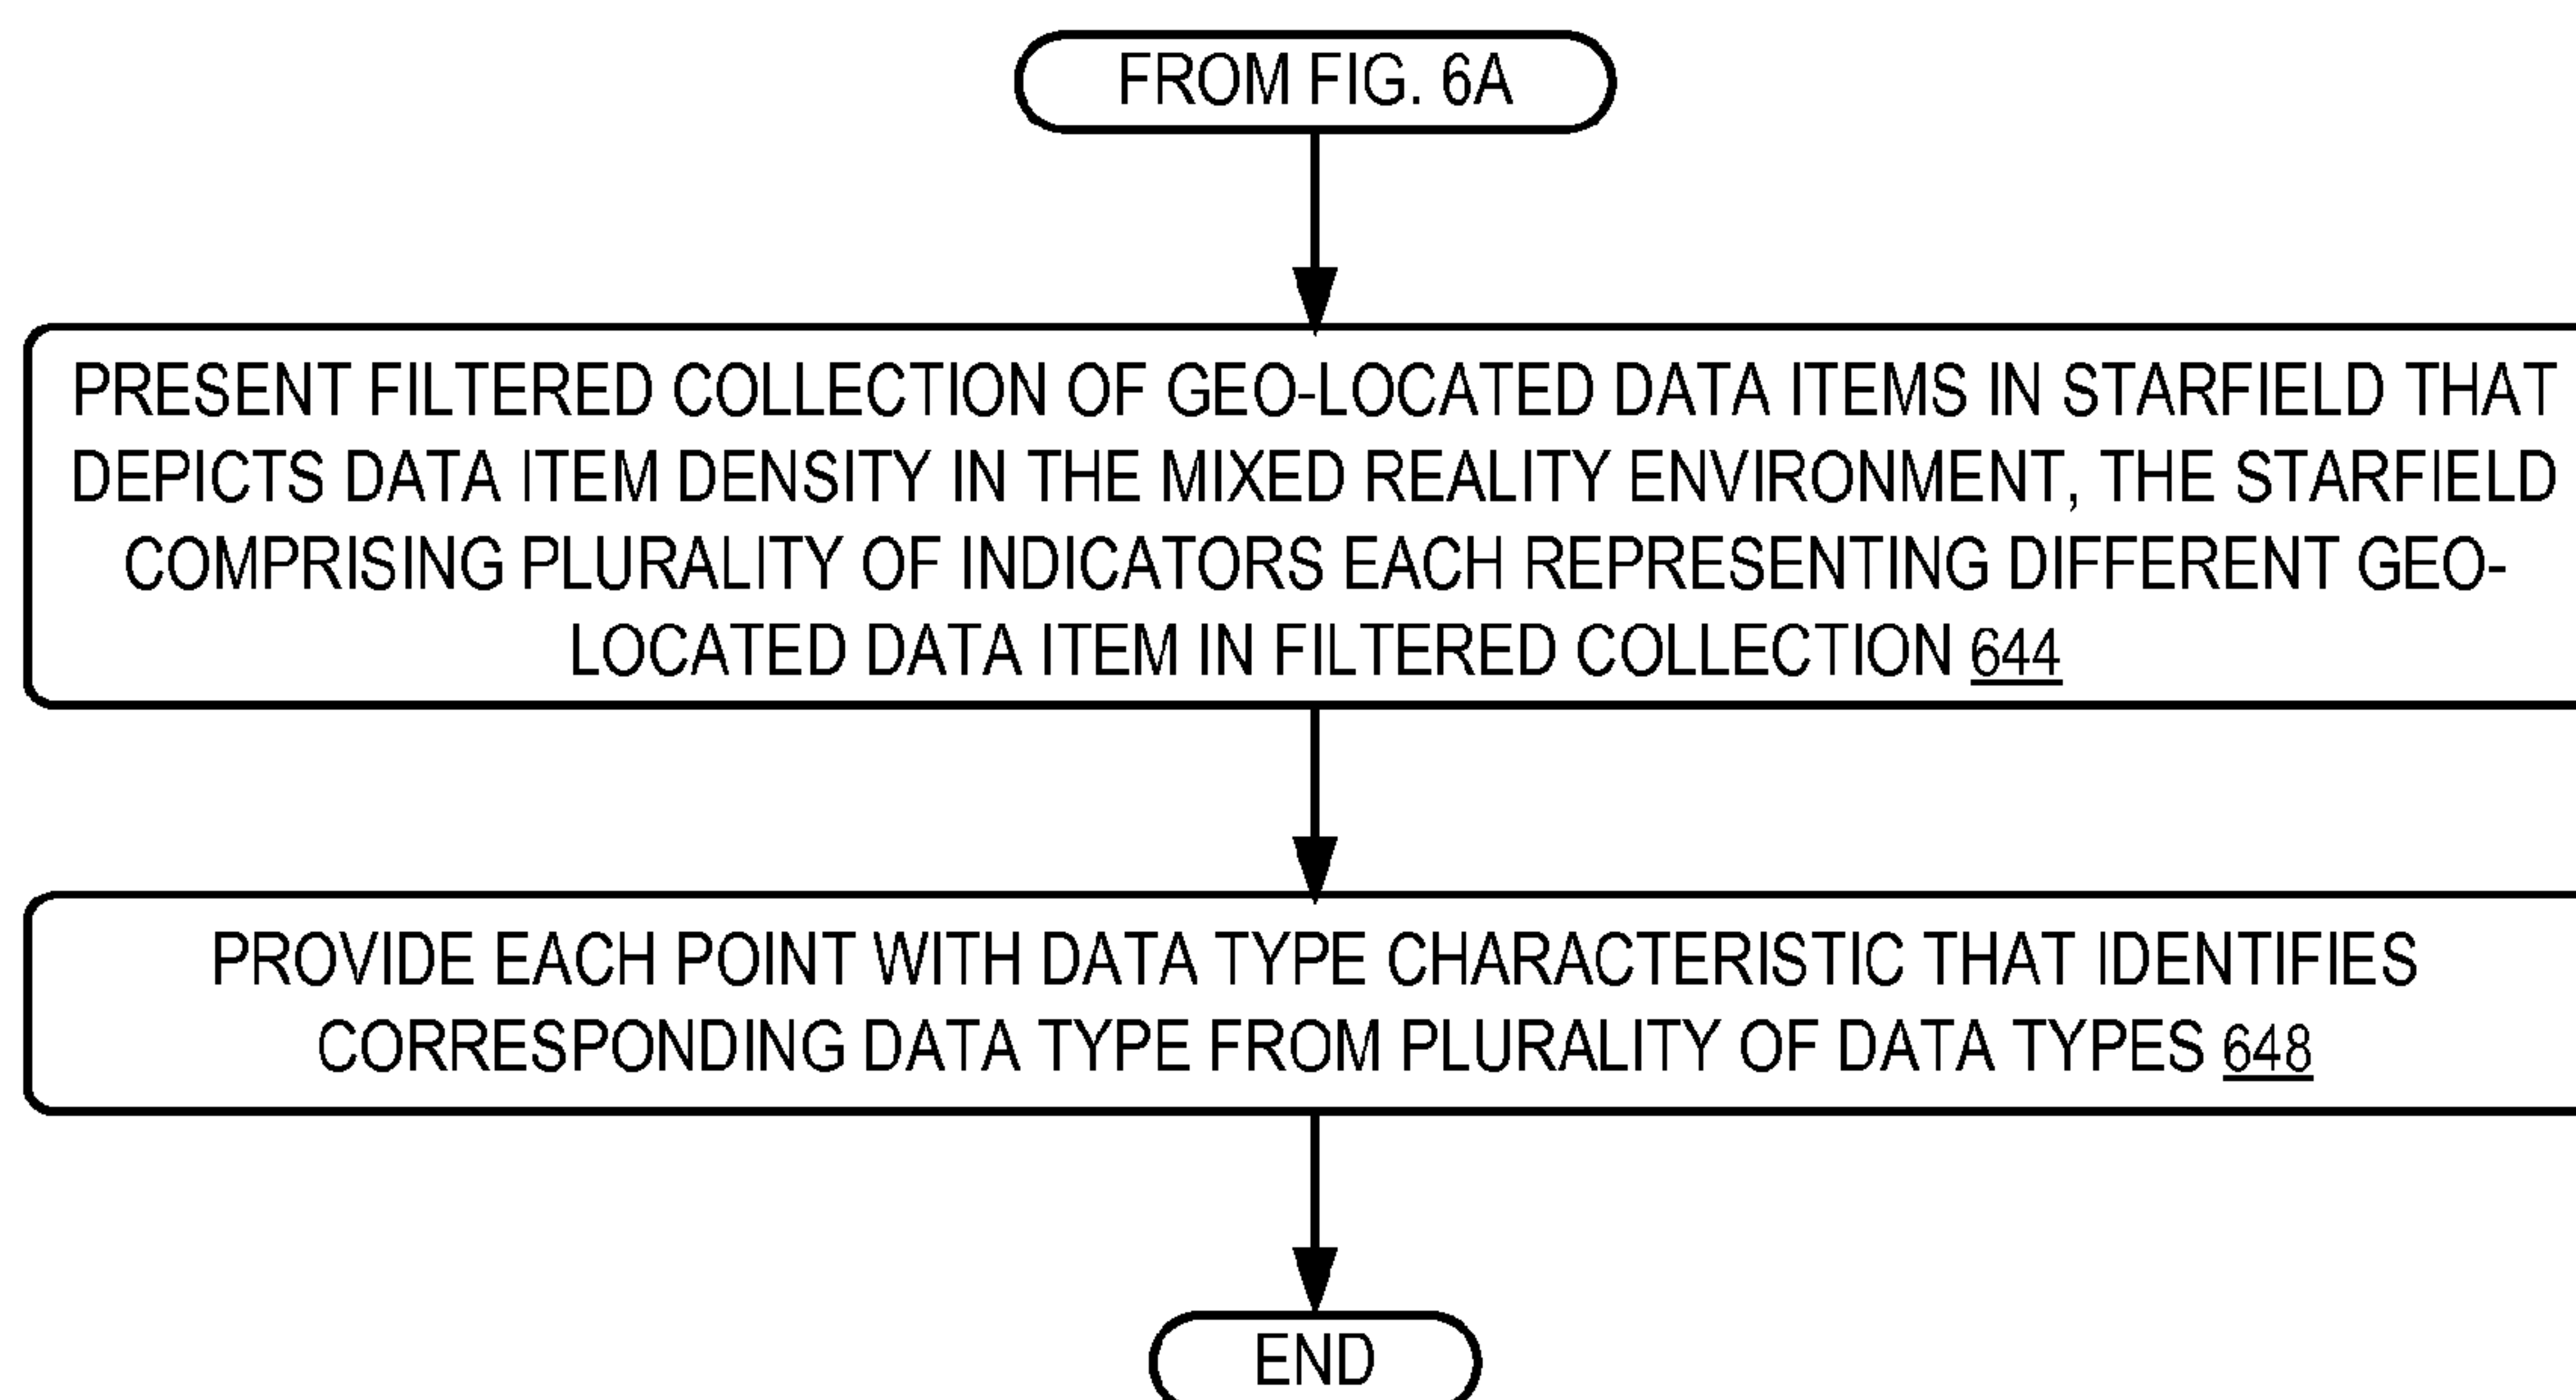 FROM FIG. 6A
PRESENT FILTERED COLLECTION OF GEO-LOCATED DATA ITEMS IN STARFIELD THAT
DEPICTS DATA ITEM DENSITY IN THE MIXED REALITY ENVIRONMENT, THE STARFIELD
COMPRISING PLURALITY OF INDICATORS EACH REPRESENTING DIFFERENT GEO-
LOCATED DATA ITEM IN FILTERED COLLECTION 644
PROVIDE EACH POINT WITH DATA TYPE CHARACTERISTIC THAT IDENTIFIES
CORRESPONDING DATA TYPE FROM PLURALITY OF DATA TYPES 648
END